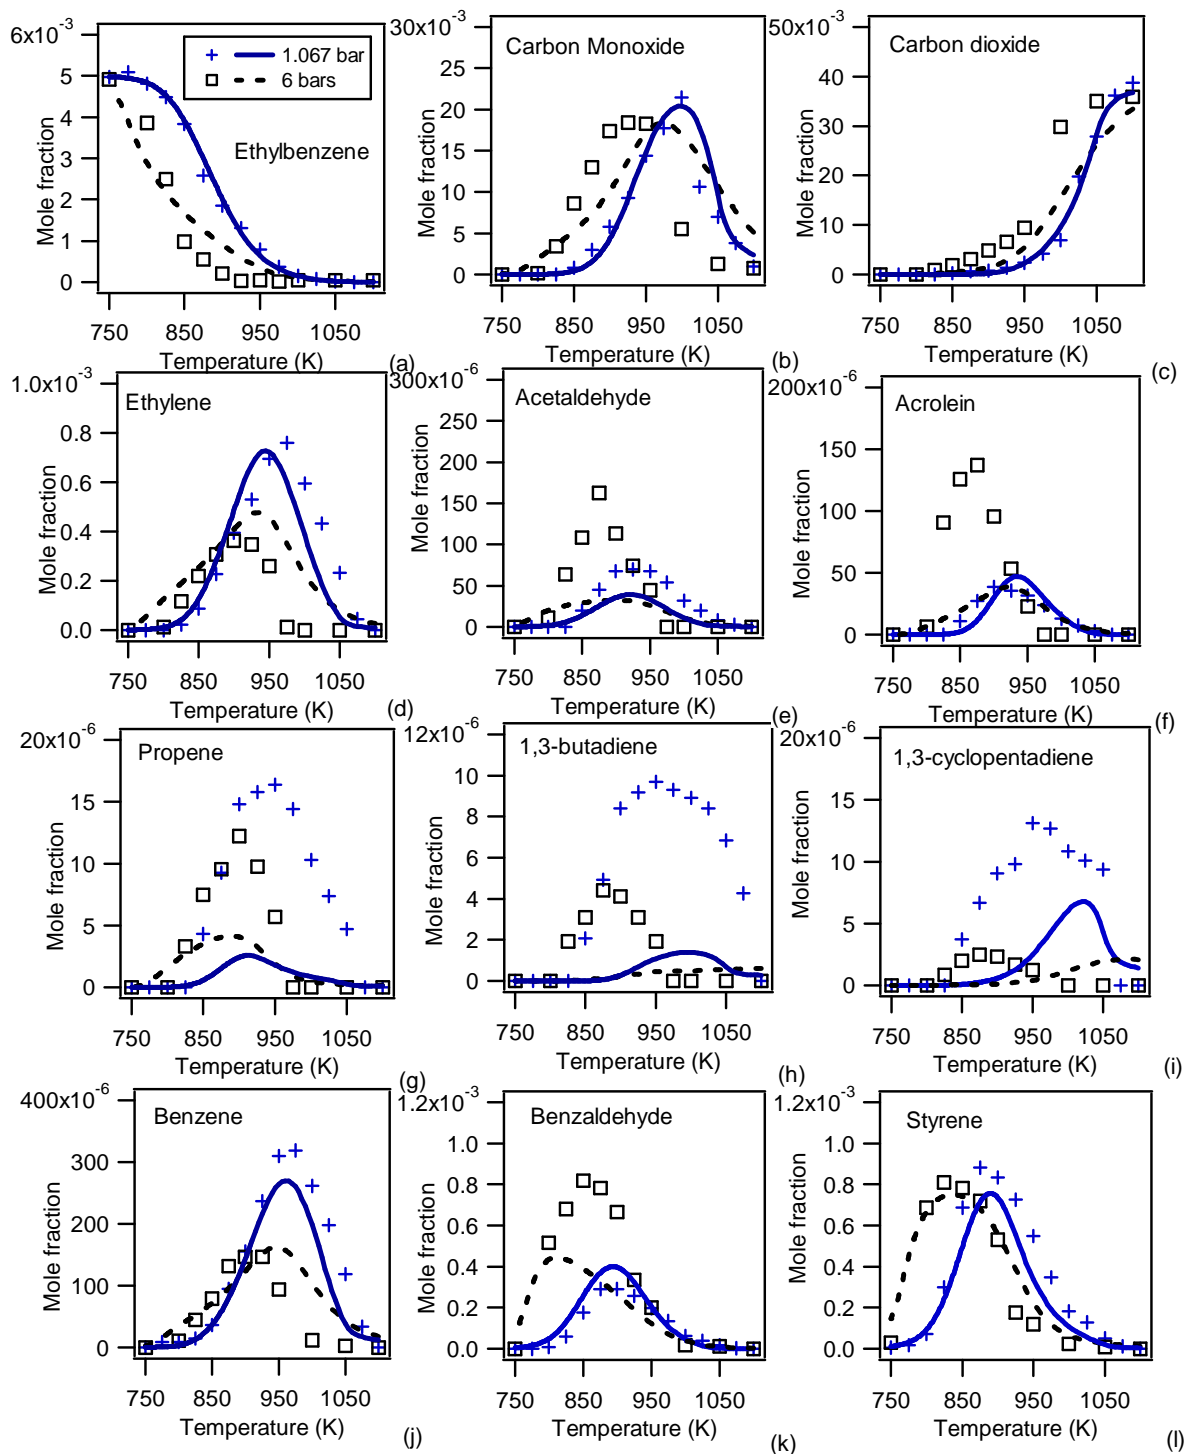 6x10-3
5
4
3
2
1
0
Mole fraction
1.067 bar
6 bars
Ethylbenzene
750 850 950 1050
Temperature (K)
(a)
30x10-3
25
20
15
10
5
0
Mole fraction
Carbon Monoxide
750 850 950 1050
Temperature (K)
(b)
50x10-3
40
30
20
10
0
Mole fraction
Carbon dioxide
750 850 950 1050
Temperature (K)
(c)
1.0x10-3
0.8
0.6
0.4
0.2
0.0
Mole fraction
Ethylene
750 850 950 1050
Temperature (K)
(d)
300x10-6
250
200
150
100
50
0
Mole fraction
Acetaldehyde
750 850 950 1050
Temperature (K)
(e)
200x10-6
150
100
50
0
Mole fraction
Acrolein
750 850 950 1050
Temperature (K)
(f)
20x10-6
15
10
5
0
Mole fraction
Propene
750 850 950 1050
Temperature (K)
(g)
12x10-6
10
8
6
4
2
0
Mole fraction
1,3-butadiene
750 850 950 1050
Temperature (K)
(h)
20x10-6
15
10
5
0
Mole fraction
1,3-cyclopentadiene
750 850 950 1050
Temperature (K)
(i)
400x10-6
300
200
100
0
Mole fraction
Benzene
750 850 950 1050
Temperature (K)
(j)
1.2x10-3
1.0
0.8
0.6
0.4
0.2
0.0
Mole fraction
Benzaldehyde
750 850 950 1050
Temperature (K)
(k)
1.2x10-3
1.0
0.8
0.6
0.4
0.2
0.0
Mole fraction
Styrene
750 850 950 1050
Temperature (K)
(l)